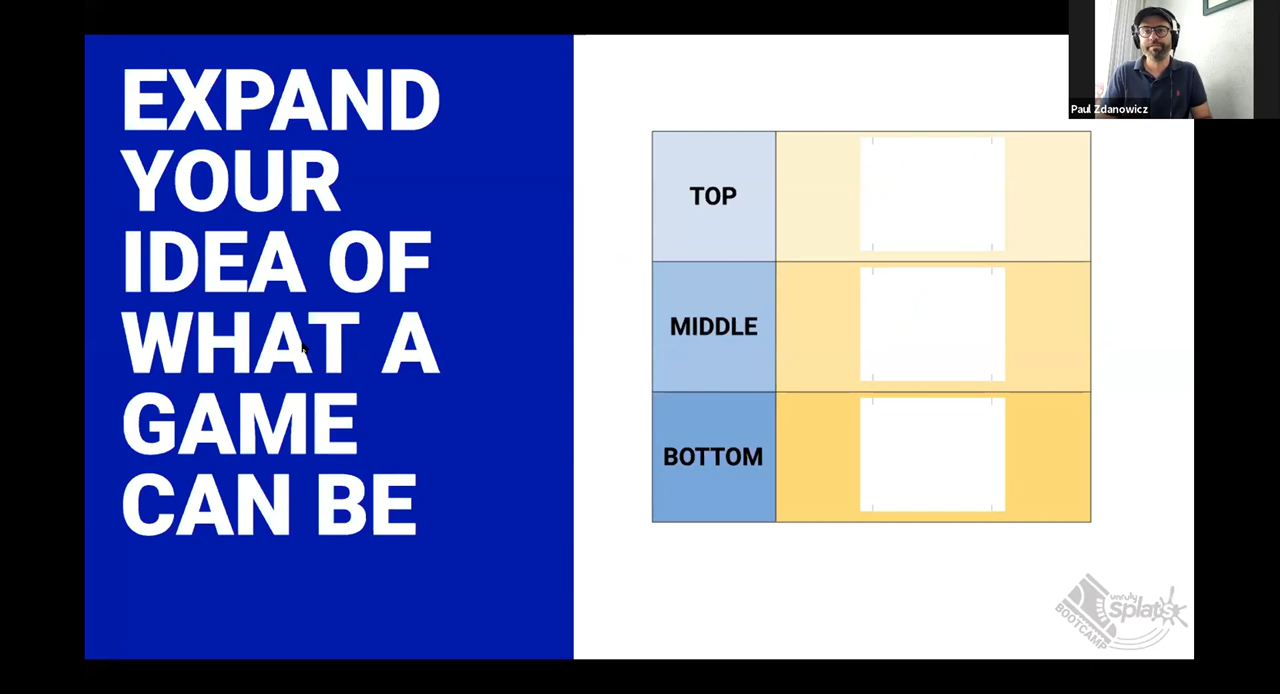 EXPAND
YOUR
IDEA OF
WHAT A
GAME
CAN BE
TOP
MIDDLE
BOTTOM
Paul Zdanowicz
unruly
splats
BOOTCAMP